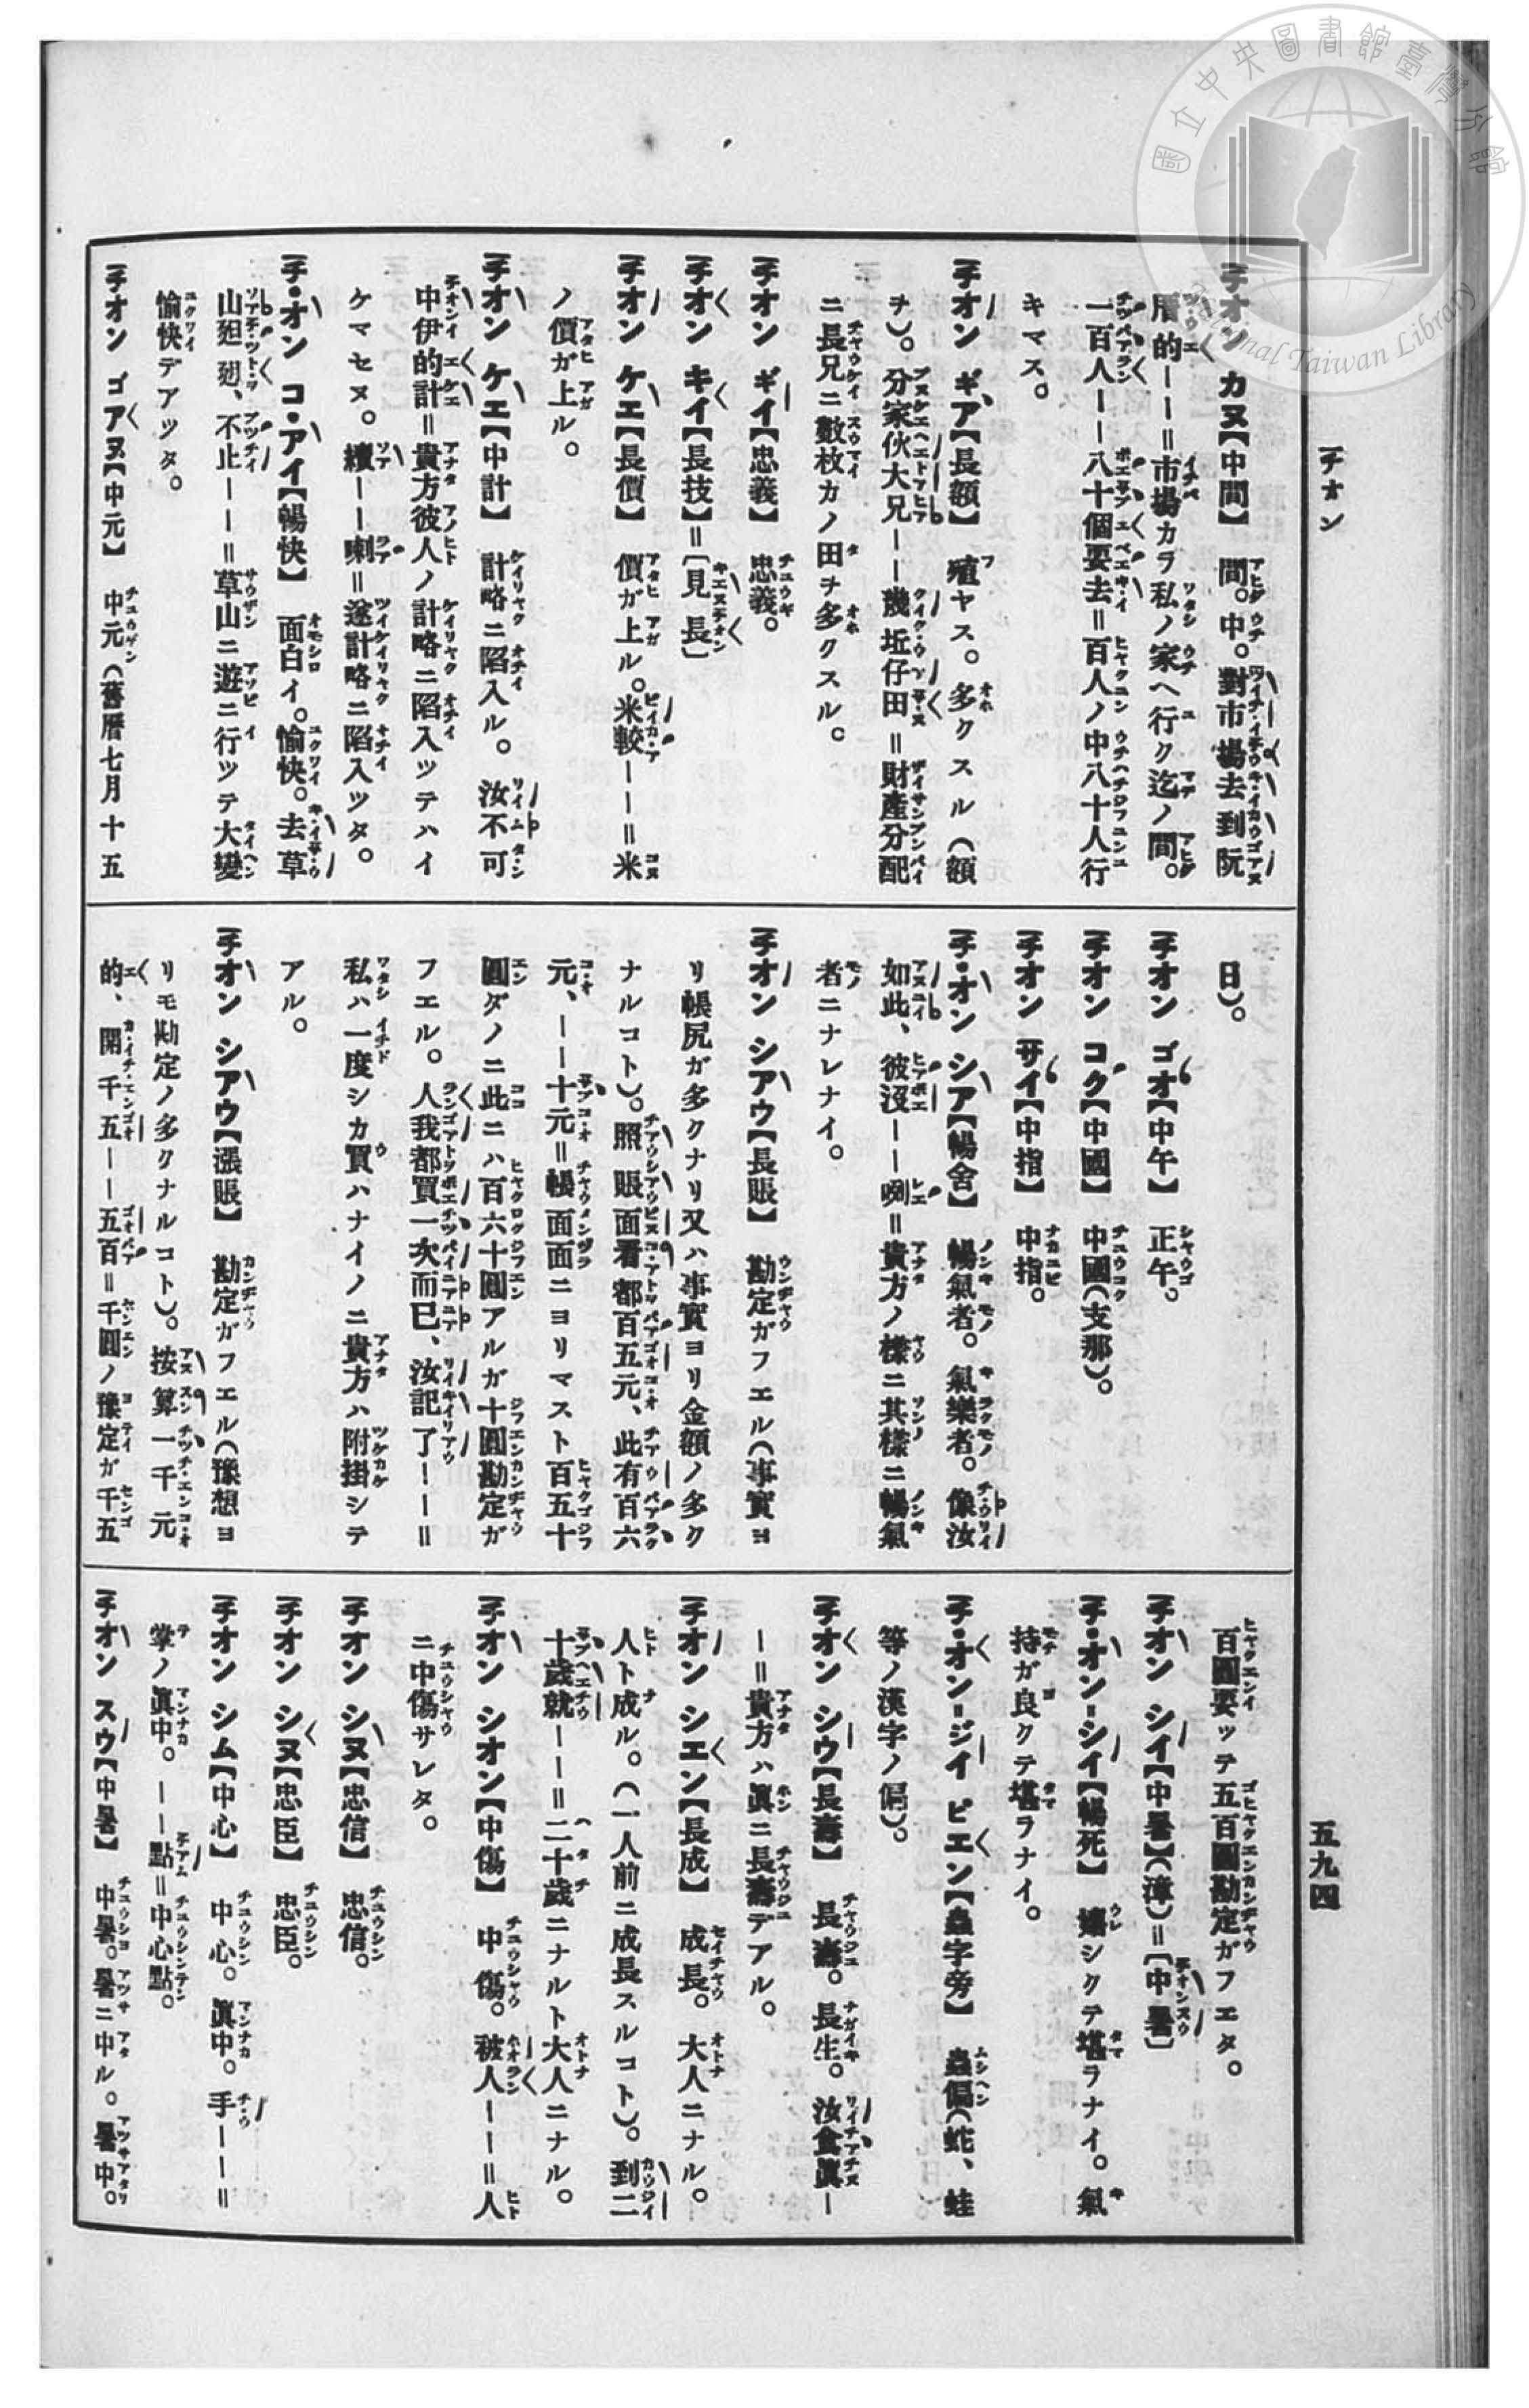 チオン
五九四
チオン カヌ【中間】 間。中。對市場去到阮
厝的ーー＝市場カラ私ノ家ヘ行ク迄ノ間。
一百人ーー八十個要去＝百人ノ中八十人行
キマス。
チオン ギア【長額】 殖ヤス。多クスル（額
ヲ）。分家伙大兄ーー幾坵仔田＝財產分配
ニ長兄ニ數枚カノ田ヲ多クスル。
チオン ギイ【忠義】 忠義。
チオン キイ【長技】＝〔見長〕
チオン ケエ【長價】 價ガ上ル。米較ーー＝米
ノ價ガ上ル。
チオン ケエ【中計】 計略ニ陷入ル。汝不可
中伊的計＝貴方彼人ノ計略ニ陷入ツテハイ
ケマセヌ。續ーー喇＝遂計略ニ陷入ツタ。
チ・オン コ・アイ【暢快】 面白イ。愉快。去草
山𨑨迌、不止ーー＝草山ニ遊ニ行ツテ大變
愉快デアツタ。
チオン ゴアヌ【中元】 中元（舊曆七月十五
日）。
チオン ゴオ【中午】 正午。
チオン コク【中國】 中國（支那）。
チオン サイ【中指】 中指。
チ・オン シア【暢舍】 暢氣者。氣樂者。像汝
如此、彼沒ーー咧＝貴方ノ樣ニ其樣ニ暢氣
者ニナレナイ。
チオン シアウ【長賬】 勘定ガフエル（事實ヨ
リ帳尻ガ多クナリ又ハ事實ヨリ金額ノ多ク
ナルコト）。照賬面看都百五元、此有百六
元、ーー十元＝帳面面ニヨリマスト百五十
圓ダノニ此ニハ百六十圓アルガ十圓勘定ガ
フエル。人我都買一次而已、汝記了ーー＝
私ハ一度シカ買ハナイノニ貴方ハ附掛シテ
アル。
チオン シアウ【漲賬】 勘定ガフエル（豫想ヨ
リモ勘定ノ多クナルコト）。按算一千元
的、開千五ーー五百＝千圓ノ豫定ガ千五
百圓要ッテ五百圓勘定ガフエタ。
チオン シイ【中暑】（漳）＝〔中暑〕
チ・オン-シイ【暢死】 嬉シクテ堪ラナイ。氣
持ガ良クテ堪ラナイ。
チ・オン-ジイ ピエン【蟲字旁】 蟲偏（蛇、蛙
等ノ漢字ノ偏）。
チオン シウ【長壽】 長壽。長生。汝食眞ー
ー＝貴方ハ眞ニ長壽デアル。
チオン シエン【長成】 成長。大人ニナル。
人ト成ル。（一人前ニ成長スルコト）。到二
十歲就ーー＝二十歲ニナルト大人ニナル。
チオン シオン【中傷】 中傷。被人ーー＝人
ニ中傷サレタ。
チオン シヌ【忠信】 忠信。
チオン シヌ【忠臣】 忠臣。
チオン シム【中心】 中心。眞中。手ーー＝
掌ノ眞中。ーー點＝中心點。
チオン スウ【中暑】 中暑。暑ニ中ル。暑中。